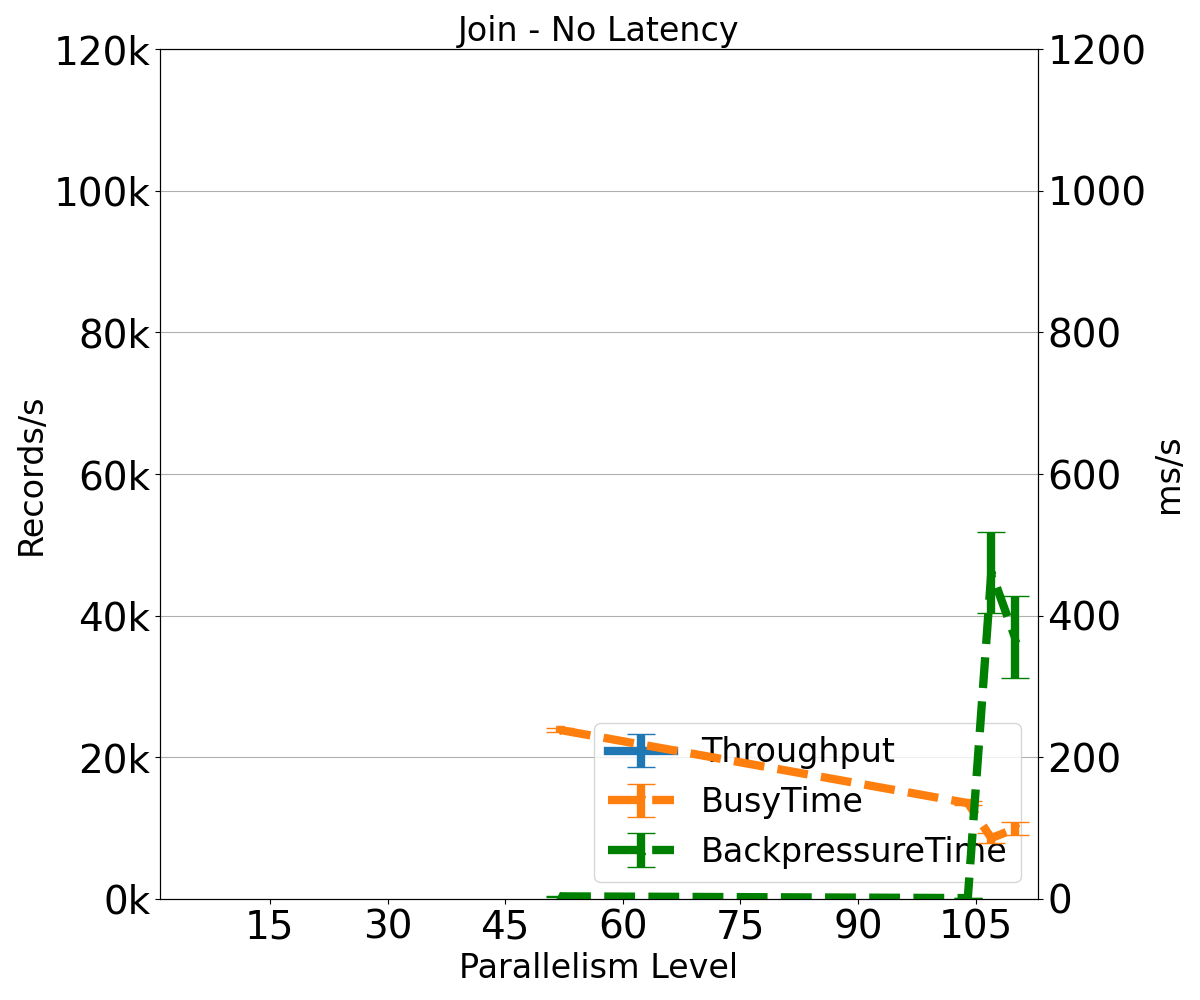 Join - No Latency
120k
100k
80k
60k
40k
20k
0k
Records/s
1200
1000
800
600
400
200
0
ms/s
Throughput
BusyTime
BackpressureTime
15 30 45 60 75 90 105
Parallelism Level